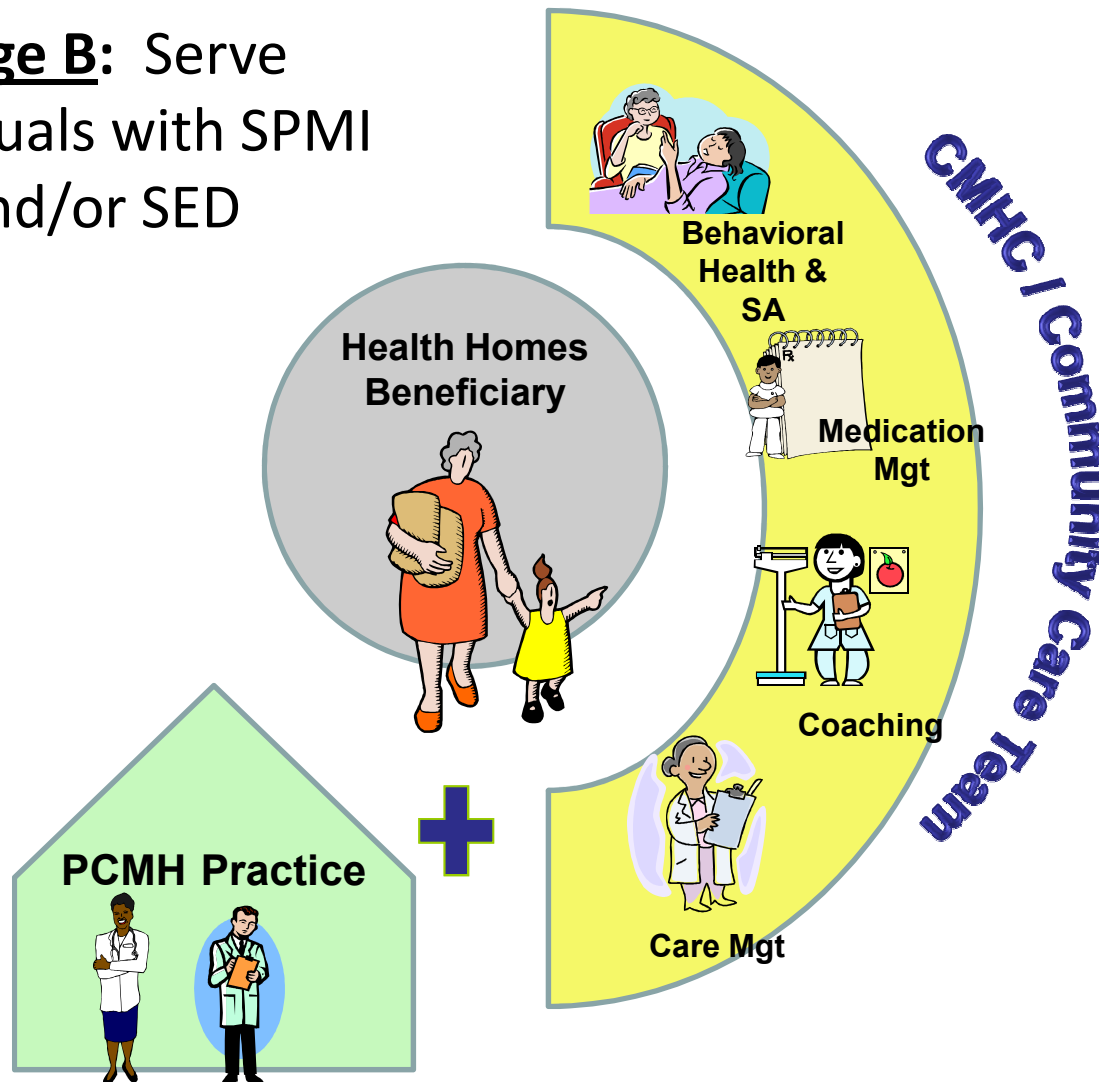 ge B: Serve
uals with SPMI
nd/or SED
Health Homes
Beneficiary
Behavioral
Health &
SA
Rx
Medication
Mgt
Coaching
Care Mgt
CMHC / Community Care Team
PCMH Practice